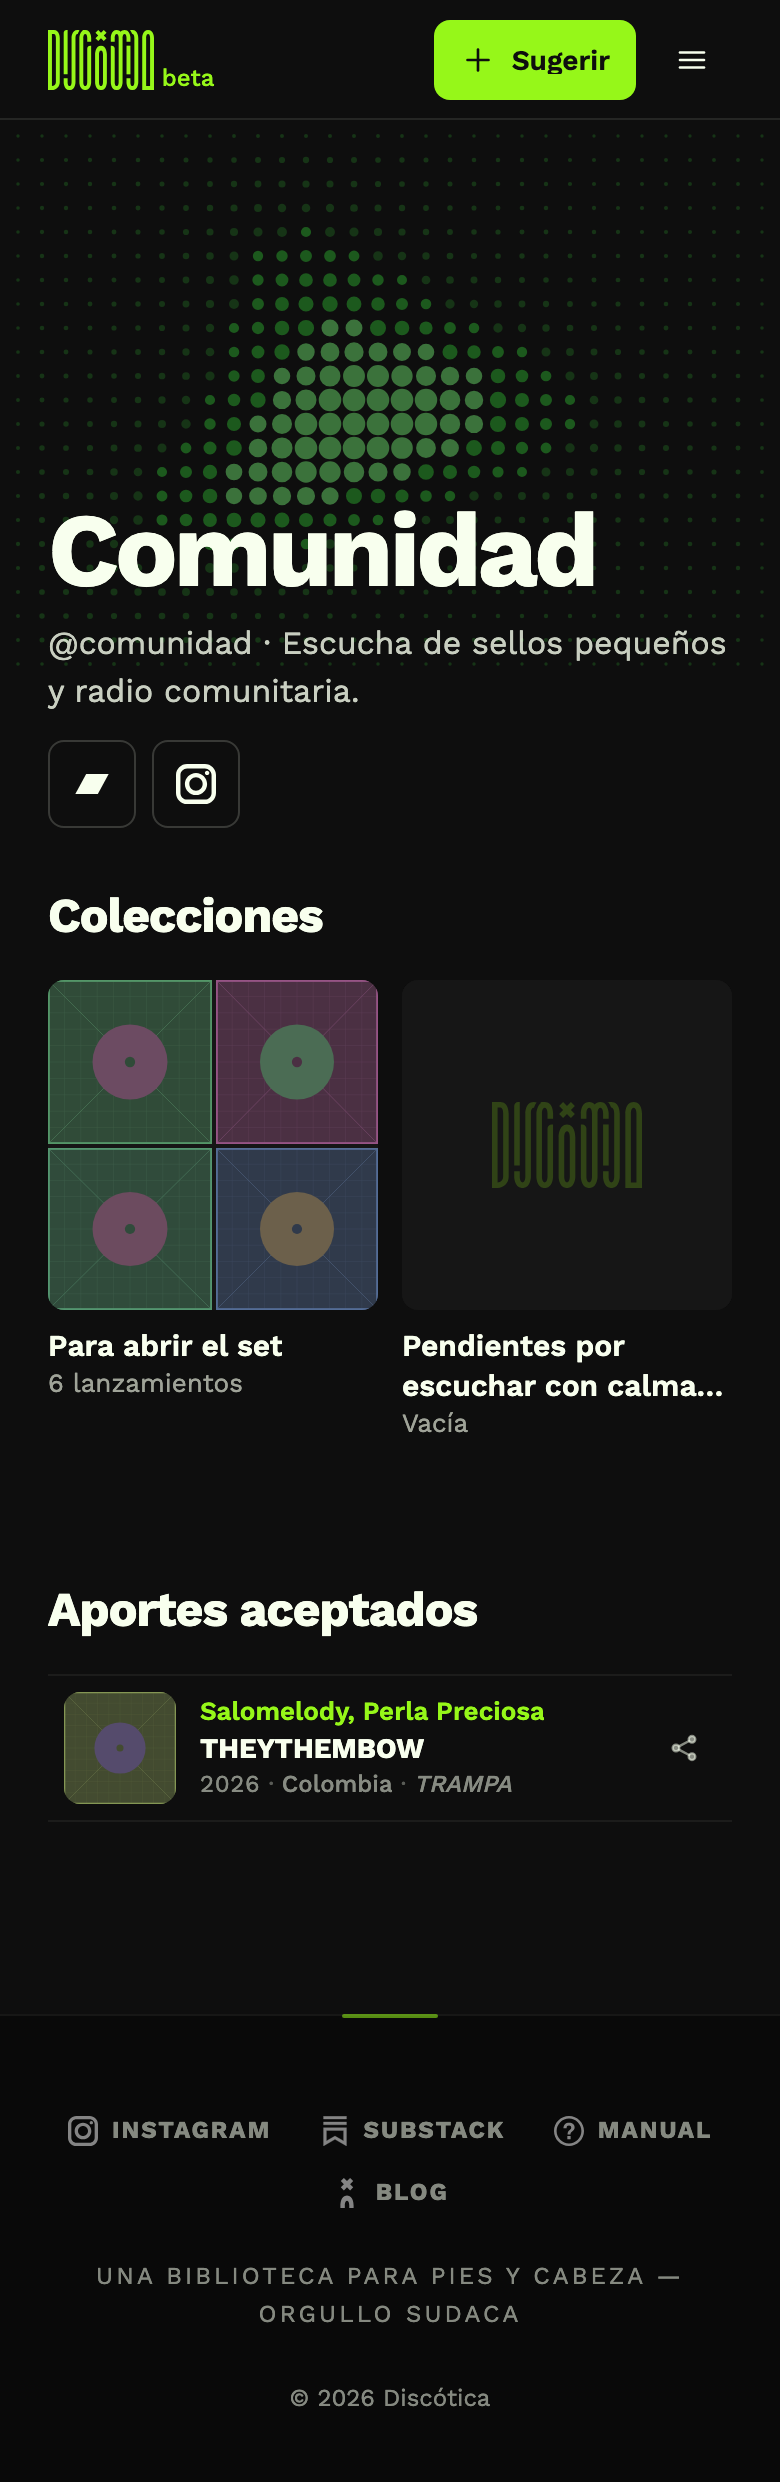 DISCÓTICA beta
Sugerir
Comunidad
@comunidad · Escucha de sellos pequeños
y radio comunitaria.
Colecciones
Para abrir el set
6 lanzamientos
Pendientes por
escuchar con calma…
Vacía
Aportes aceptados
Salomelody, Perla Preciosa
THEYTHEMBOW
2026 · Colombia · TRAMPA
INSTAGRAM
SUBSTACK
MANUAL
BLOG
UNA BIBLIOTECA PARA PIES Y CABEZA —
ORGULLO SUDACA
© 2026 Discótica